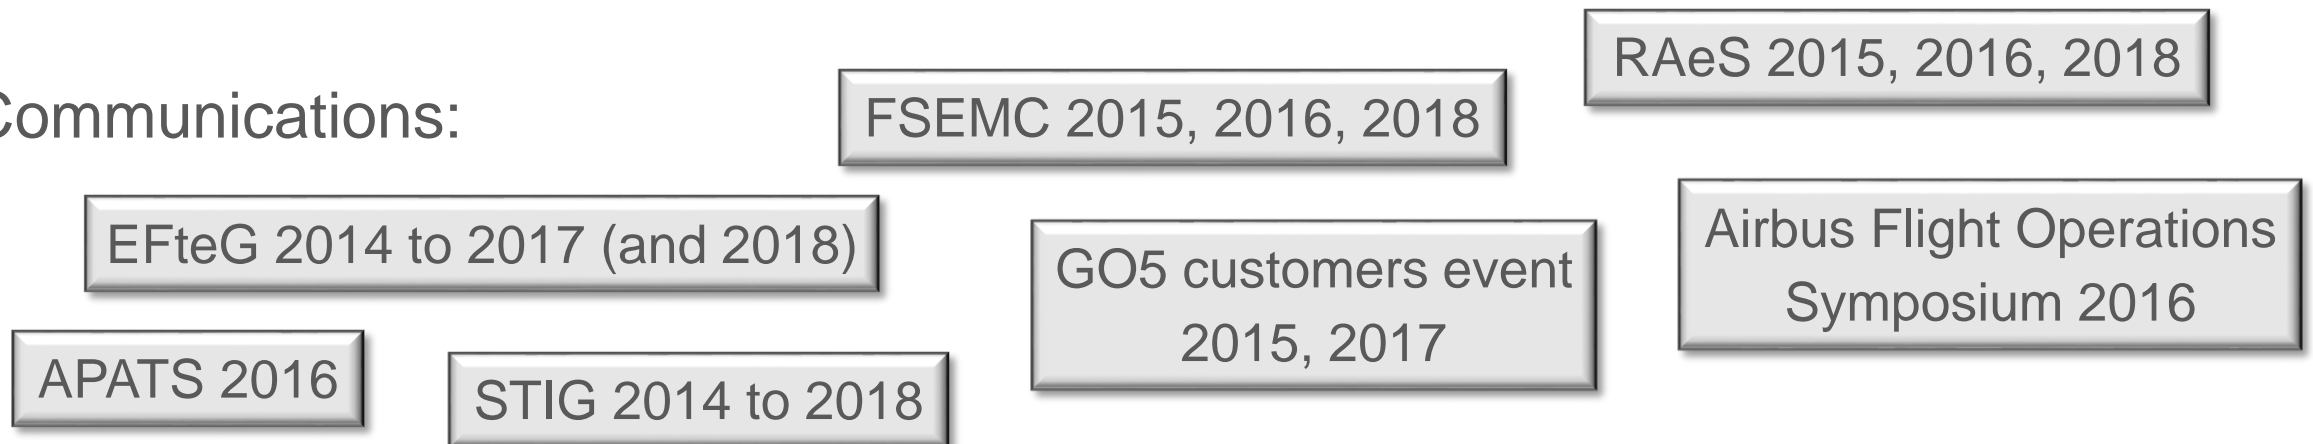 RAeS 2015, 2016, 2018
Communications:
FSEMC 2015, 2016, 2018
EFteG 2014 to 2017 (and 2018)
Airbus Flight Operations
Symposium 2016
GO5 customers event
2015, 2017
APATS 2016
STIG 2014 to 2018